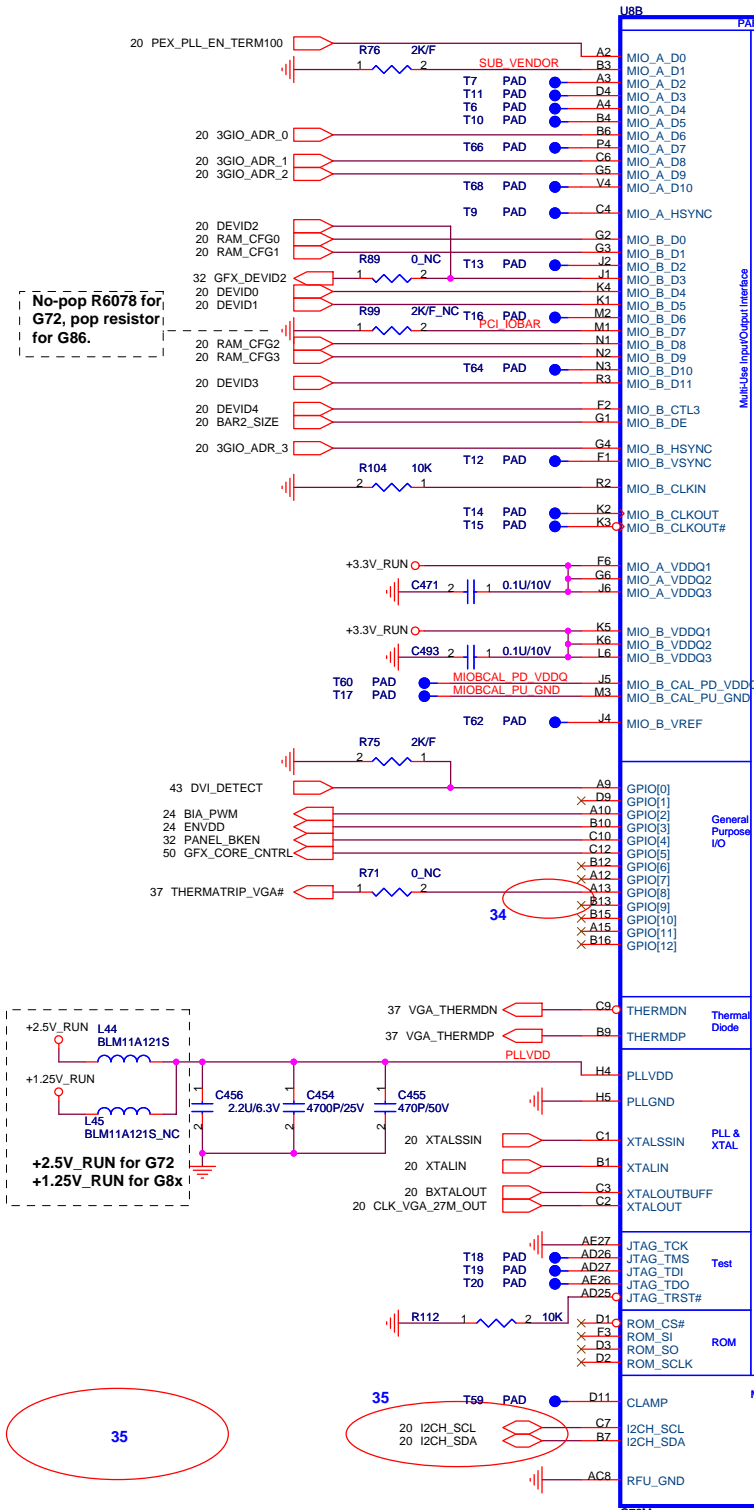 U8B
PA
20 PEX_PLL_EN_TERM100 A2 MIO_A_D0
R76 2K/F
1 2 SUB_VENDOR B3 MIO_A_D1
T7 PAD A3 MIO_A_D2
T11 PAD D4 MIO_A_D3
T6 PAD A4 MIO_A_D4
T10 PAD B4 MIO_A_D5
20 3GIO_ADR_0 B6 MIO_A_D6
T66 PAD P4 MIO_A_D7
20 3GIO_ADR_1 C6 MIO_A_D8
20 3GIO_ADR_2 G5 MIO_A_D9
T68 PAD V4 MIO_A_D10
T9 PAD C4 MIO_A_HSYNC
20 DEVID2
20 RAM_CFG0 G2 MIO_B_D0
20 RAM_CFG1 G3 MIO_B_D1
R89 0_NC T13 PAD J2 MIO_B_D2
32 GFX_DEVID2 1 2 J1 MIO_B_D3
20 DEVID0 K4 MIO_B_D4
20 DEVID1 K1 MIO_B_D5
No-pop R6078 for
G72, pop resistor
for G86.
R99 2K/F_NC T16 PAD M2 MIO_B_D6
1 2 PCI_IOBAR M1 MIO_B_D7
20 RAM_CFG2 N1 MIO_B_D8
20 RAM_CFG3 N2 MIO_B_D9
T64 PAD N3 MIO_B_D10
20 DEVID3 R3 MIO_B_D11
20 DEVID4 F2 MIO_B_CTL3
20 BAR2_SIZE G1 MIO_B_DE
20 3GIO_ADR_3 G4 MIO_B_HSYNC
T12 PAD F1 MIO_B_VSYNC
R104 10K
2 1 R2 MIO_B_CLKIN
T14 PAD K2 MIO_B_CLKOUT
T15 PAD K3 MIO_B_CLKOUT#
Multi-Use Input/Output Interface
+3.3V_RUN F6 MIO_A_VDDQ1
G6 MIO_A_VDDQ2
C471 2 1 0.1U/10V J6 MIO_A_VDDQ3
+3.3V_RUN K5 MIO_B_VDDQ1
K6 MIO_B_VDDQ2
C493 2 1 0.1U/10V L6 MIO_B_VDDQ3
T60 PAD MIOBCAL_PD_VDDQ J5 MIO_B_CAL_PD_VDDQ
T17 PAD MIOBCAL_PU_GND M3 MIO_B_CAL_PU_GND
T62 PAD J4 MIO_B_VREF
R75 2K/F
2 1
43 DVI_DETECT A9 GPIO[0]
D9 GPIO[1]
24 BIA_PWM A10 GPIO[2]
24 ENVDD B10 GPIO[3]
32 PANEL_BKEN C10 GPIO[4]
50 GFX_CORE_CNTRL C12 GPIO[5]
B12 GPIO[6]
A12 GPIO[7]
R71 0_NC
37 THERMATRIP_VGA# 1 2 A13 GPIO[8]
B13 GPIO[9]
34
B15 GPIO[10]
A15 GPIO[11]
B16 GPIO[12]
General
Purpose
I/O
37 VGA_THERMDN C9 THERMDN
37 VGA_THERMDP B9 THERMDP
Thermal
Diode
+2.5V_RUN L44
BLM11A121S
PLLVDD H4 PLLVDD
+1.25V_RUN
L45
BLM11A121S_NC
+2.5V_RUN for G72
+1.25V_RUN for G8x
1 C456 2.2U/6.3V 2
1 C454 4700P/25V 2
1 C455 470P/50V 2
H5 PLLGND
20 XTALSSIN C1 XTALSSIN
20 XTALIN B1 XTALIN
20 BXTALOUT C3 XTALOUTBUFF
20 CLK_VGA_27M_OUT C2 XTALOUT
PLL &
XTAL
AE27 JTAG_TCK
T18 PAD AD26 JTAG_TMS
T19 PAD AD27 JTAG_TDI
T20 PAD AE26 JTAG_TDO
AD25 JTAG_TRST#
Test
R112 1 2 10K
D1 ROM_CS#
F3 ROM_SI
D3 ROM_SO
D2 ROM_SCLK
ROM
35
35
T59 PAD D11 CLAMP
20 I2CH_SCL C7 I2CH_SCL
20 I2CH_SDA B7 I2CH_SDA
AC8 RFU_GND